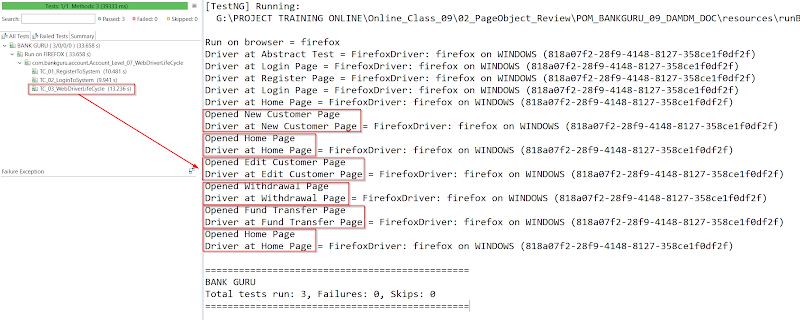 Tests: 1/1 Methods: 3 (39333 ms)
Search: Passed: 3 Failed: 0 Skipped: 0
All Tests Failed Tests Summary
BANK GURU ( 3/0/0/0 ) (33.658 s)
Run on FIREFOX ( 33.658 s)
com.bankguru.account.Account_Level_07_WebDriverLifeCycle
TC_01_RegisterToSystem (10.481 s)
TC_02_LoginToSystem (9.941 s)
TC_03_WebDriverLifeCycle (13.236 s)
Failure Exception
[TestNG] Running:
G:\PROJECT TRAINING ONLINE\Online_Class_09\02_PageObject_Review\POM_BANKGURU_09_DAMDM_DOC\resources\runB
Run on browser = firefox
Driver at Abstract Test = FirefoxDriver: firefox on WINDOWS (818a07f2-28f9-4148-8127-358ce1f0df2f)
Driver at Login Page = FirefoxDriver: firefox on WINDOWS (818a07f2-28f9-4148-8127-358ce1f0df2f)
Driver at Register Page = FirefoxDriver: firefox on WINDOWS (818a07f2-28f9-4148-8127-358ce1f0df2f)
Driver at Login Page = FirefoxDriver: firefox on WINDOWS (818a07f2-28f9-4148-8127-358ce1f0df2f)
Driver at Home Page = FirefoxDriver: firefox on WINDOWS (818a07f2-28f9-4148-8127-358ce1f0df2f)
Opened New Customer Page
Driver at New Customer Page = FirefoxDriver: firefox on WINDOWS (818a07f2-28f9-4148-8127-358ce1f0df2f)
Opened Home Page
Driver at Home Page = FirefoxDriver: firefox on WINDOWS (818a07f2-28f9-4148-8127-358ce1f0df2f)
Opened Edit Customer Page
Driver at Edit Customer Page = FirefoxDriver: firefox on WINDOWS (818a07f2-28f9-4148-8127-358ce1f0df2f)
Opened Withdrawal Page
Driver at Withdrawal Page = FirefoxDriver: firefox on WINDOWS (818a07f2-28f9-4148-8127-358ce1f0df2f)
Opened Fund Transfer Page
Driver at Fund Transfer Page = FirefoxDriver: firefox on WINDOWS (818a07f2-28f9-4148-8127-358ce1f0df2f)
Opened Home Page
Driver at Home Page = FirefoxDriver: firefox on WINDOWS (818a07f2-28f9-4148-8127-358ce1f0df2f)
===============================================
BANK GURU
Total tests run: 3, Failures: 0, Skips: 0
===============================================